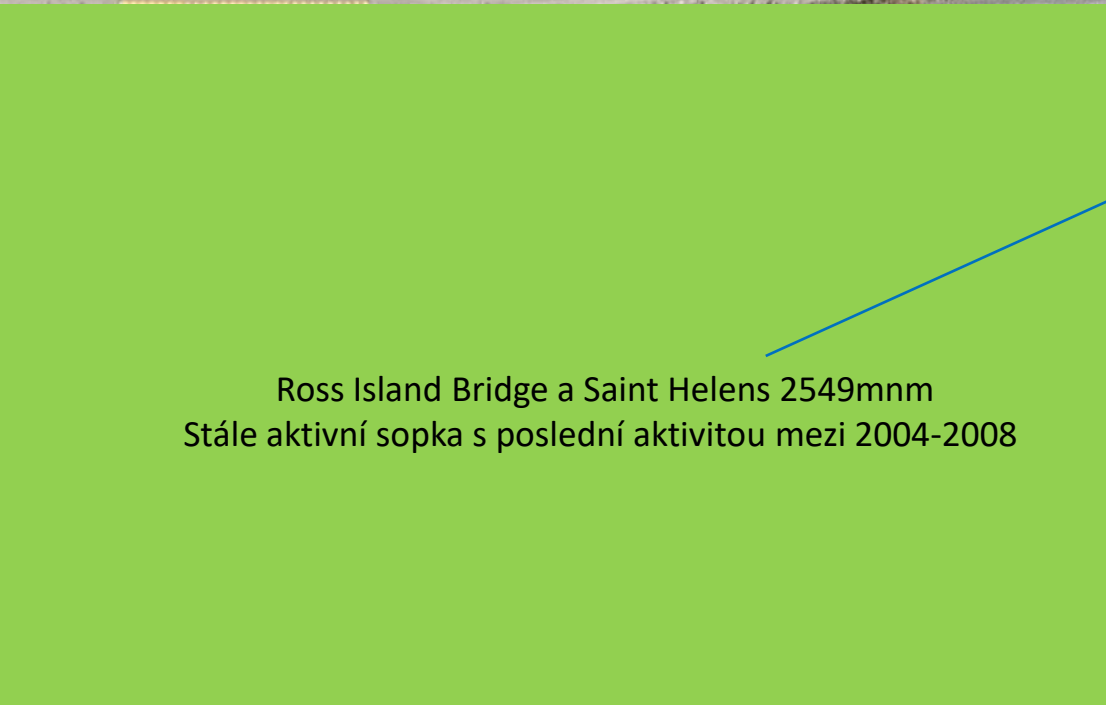 Ross Island Bridge a Saint Helens 2549mnm
Stále aktivní sopka s poslední aktivitou mezi 2004-2008